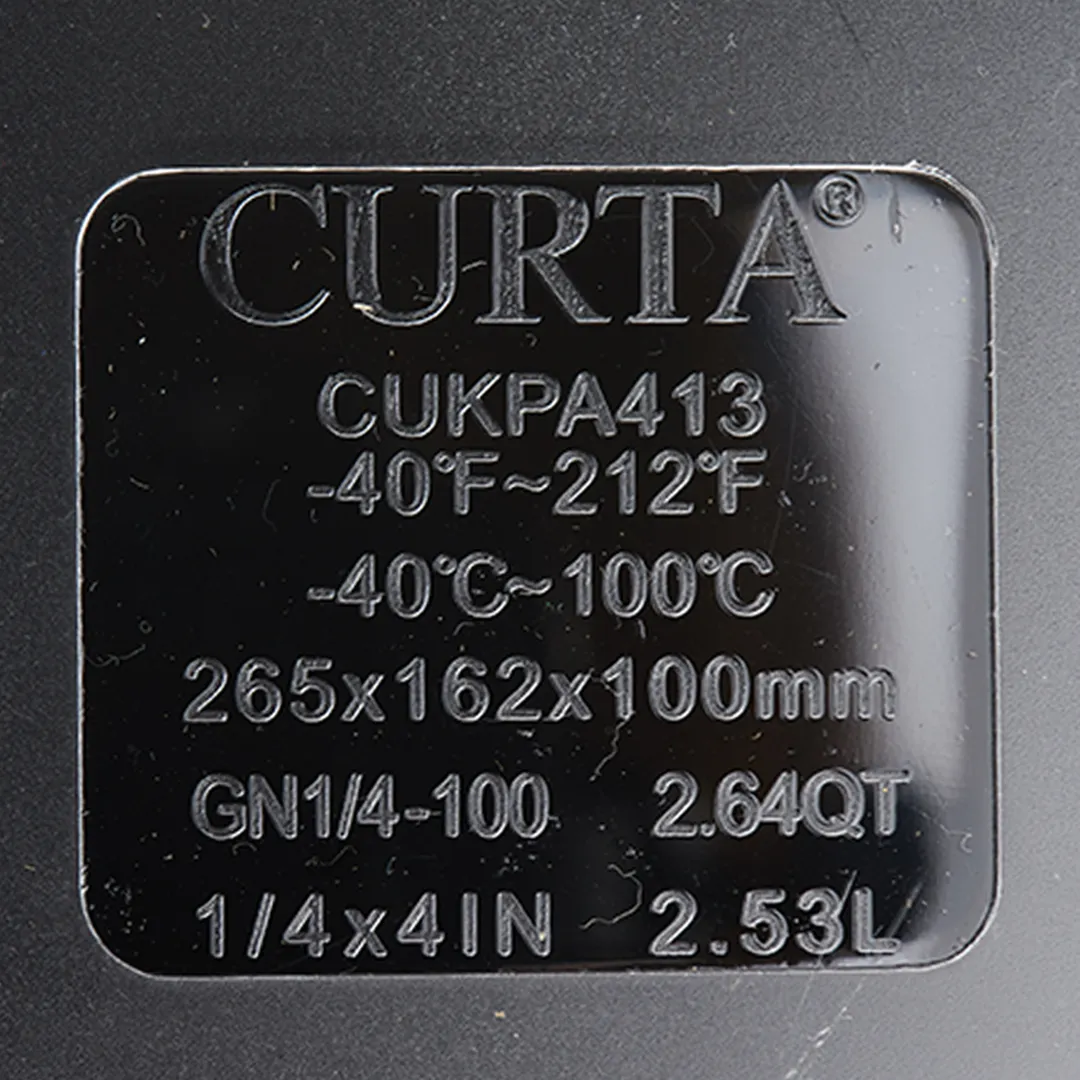 CURTA®
CUKPA413
-40℉~212℉
-40℃~100℃
265x162x100mm
GN1/4-100 2.64QT
1/4x4IN 2.53L